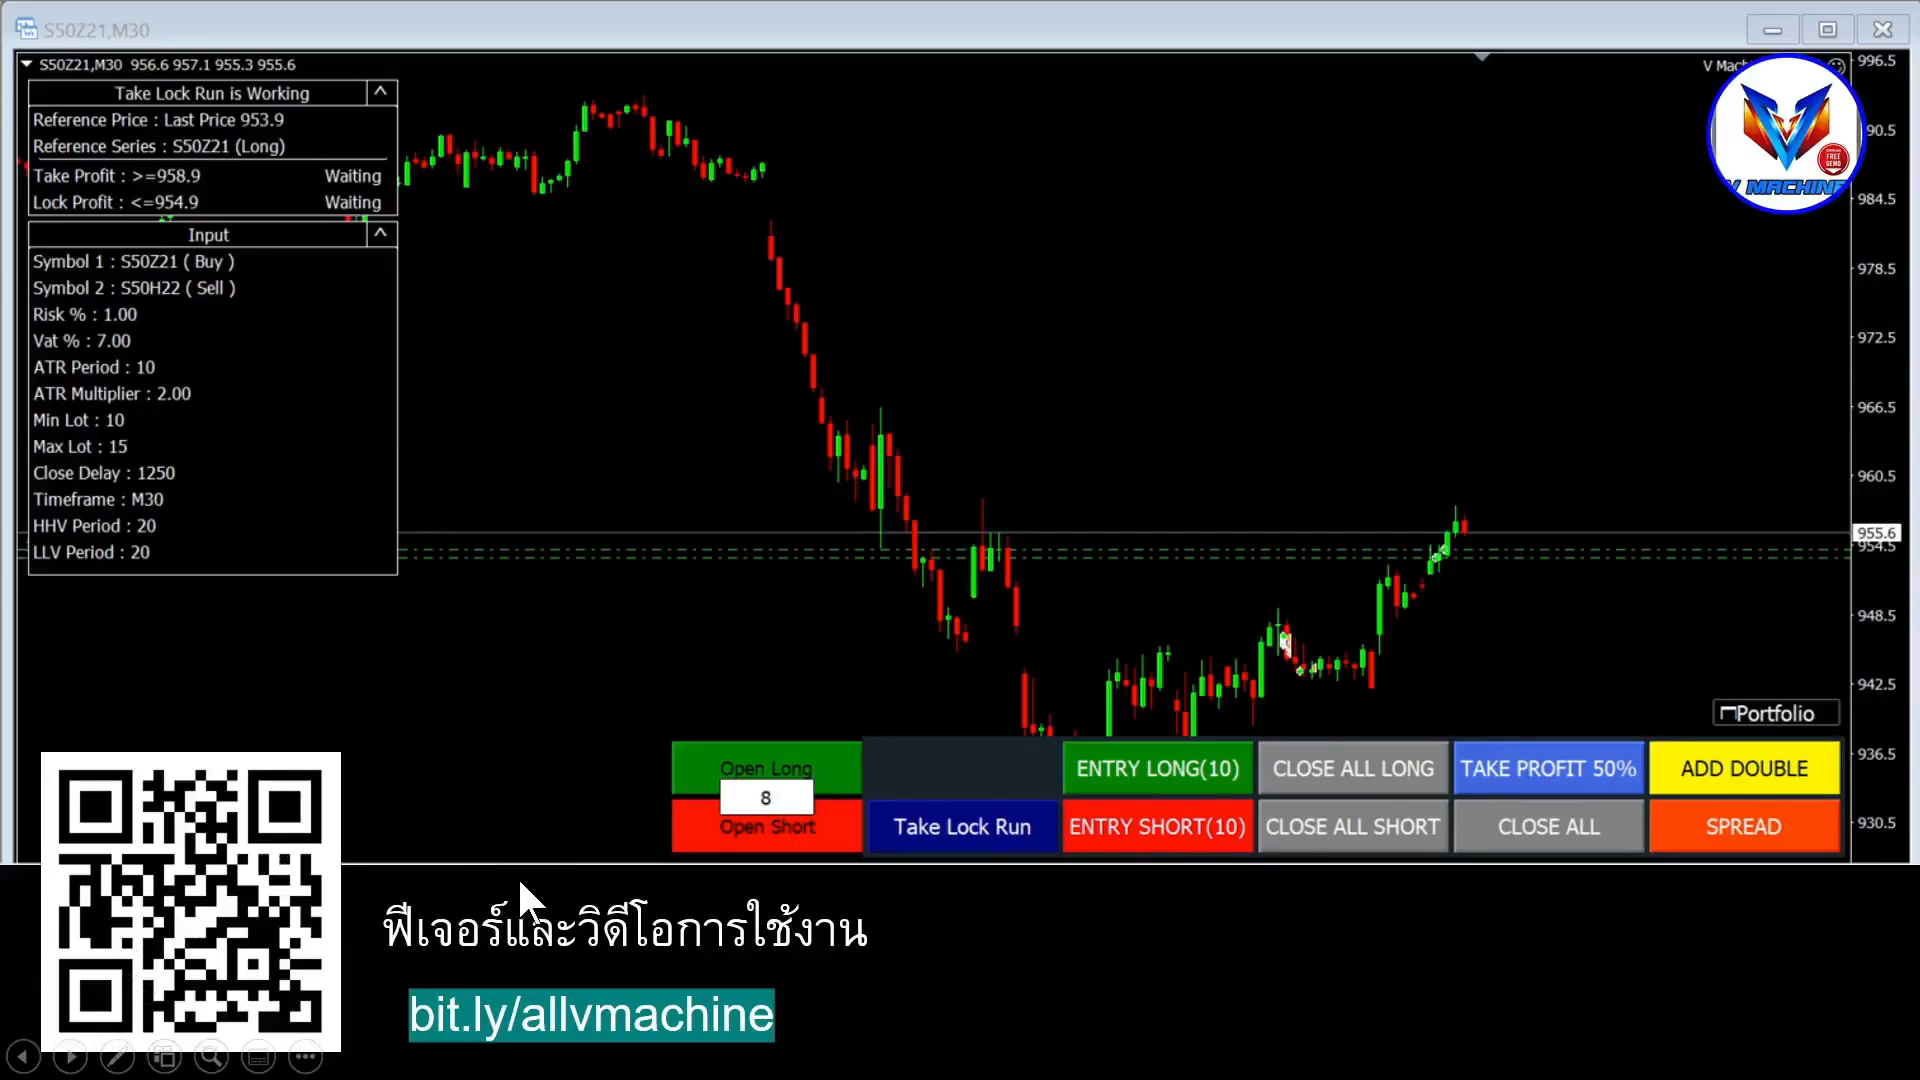 S50Z21,M30
S50Z21,M30 956.6 957.1 955.3 955.6
Take Lock Run is Working
Reference Price : Last Price 953.9
Reference Series : S50Z21 (Long)
Take Profit : >=958.9 Waiting
Lock Profit : <=954.9 Waiting
Input
Symbol 1 : S50Z21 ( Buy )
Symbol 2 : S50H22 ( Sell )
Risk % : 1.00
Vat % : 7.00
ATR Period : 10
ATR Multiplier : 2.00
Min Lot : 10
Max Lot : 15
Close Delay : 1250
Timeframe : M30
HHV Period : 20
LLV Period : 20
V Mach
FREE
DEMO
V MACHINE
996.5
90.5
984.5
978.5
972.5
966.5
960.5
955.6
954.5
948.5
942.5
936.5
930.5
Portfolio
Open Long
8
Open Short
Take Lock Run
ENTRY LONG(10)
CLOSE ALL LONG
TAKE PROFIT 50%
ADD DOUBLE
ENTRY SHORT(10)
CLOSE ALL SHORT
CLOSE ALL
SPREAD
ฟีเจอร์และวิดีโอการใช้งาน
bit.ly/allvmachine